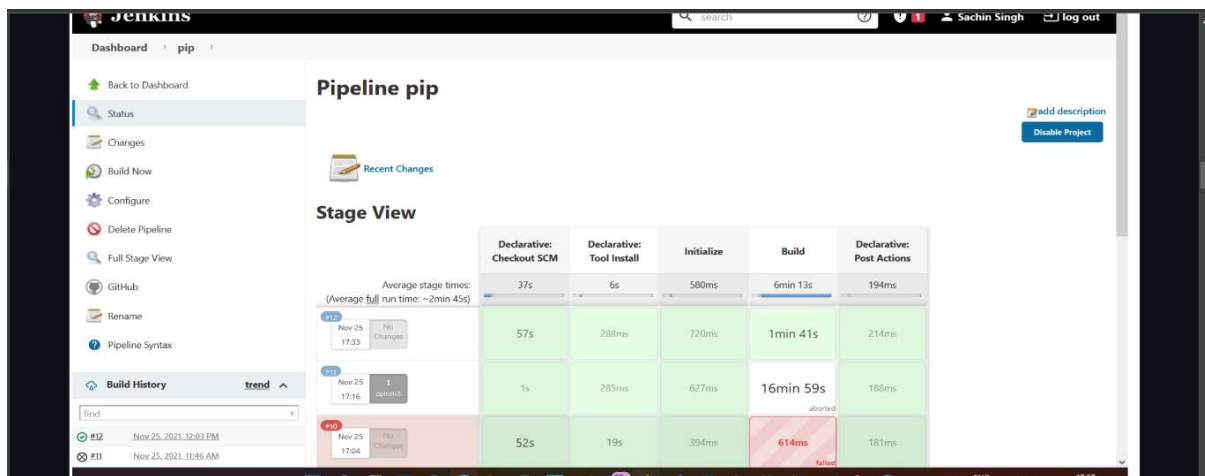 Jenkins
search
1
Sachin Singh
log out
Dashboard
pip
Back to Dashboard
Status
Changes
Build Now
Configure
Delete Pipeline
Full Stage View
GitHub
Rename
Pipeline Syntax
Build History
trend
find
x
#12
Nov 25, 2021, 12:03 PM
#11
Nov 25, 2021, 11:46 AM
Pipeline pip
add description
Disable Project
Recent Changes
Stage View
Declarative: Checkout SCM
Declarative: Tool Install
Initialize
Build
Declarative: Post Actions
Average stage times:
(Average full run time: ~2min 45s)
37s
6s
580ms
6min 13s
194ms
#12
Nov 25
17:33
No Changes
57s
288ms
720ms
1min 41s
214ms
#11
Nov 25
17:16
1 commit
1s
285ms
627ms
16min 59s
aborted
188ms
#10
Nov 25
17:04
No Changes
52s
19s
394ms
614ms
failed
181ms